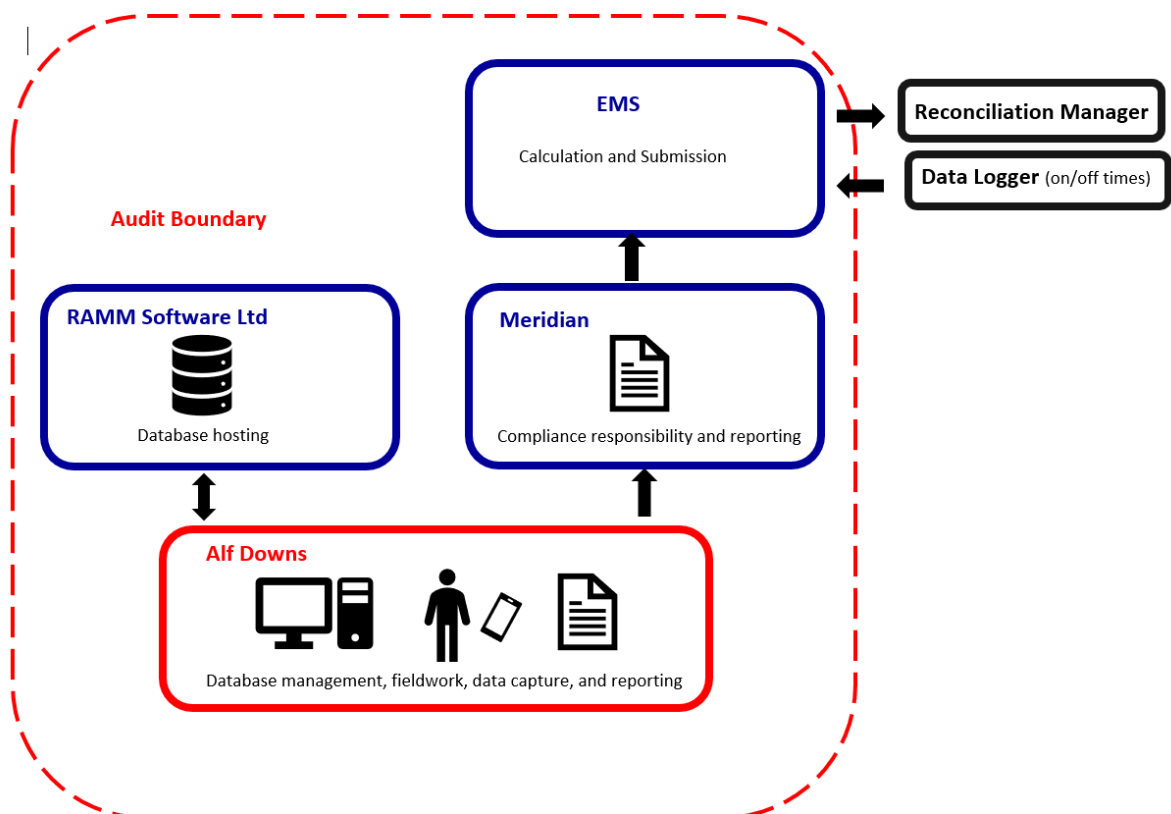 EMS
Calculation and Submission
Reconciliation Manager
Data Logger (on/off times)
Audit Boundary
RAMM Software Ltd
Database hosting
Meridian
Compliance responsibility and reporting
Alf Downs
Database management, fieldwork, data capture, and reporting